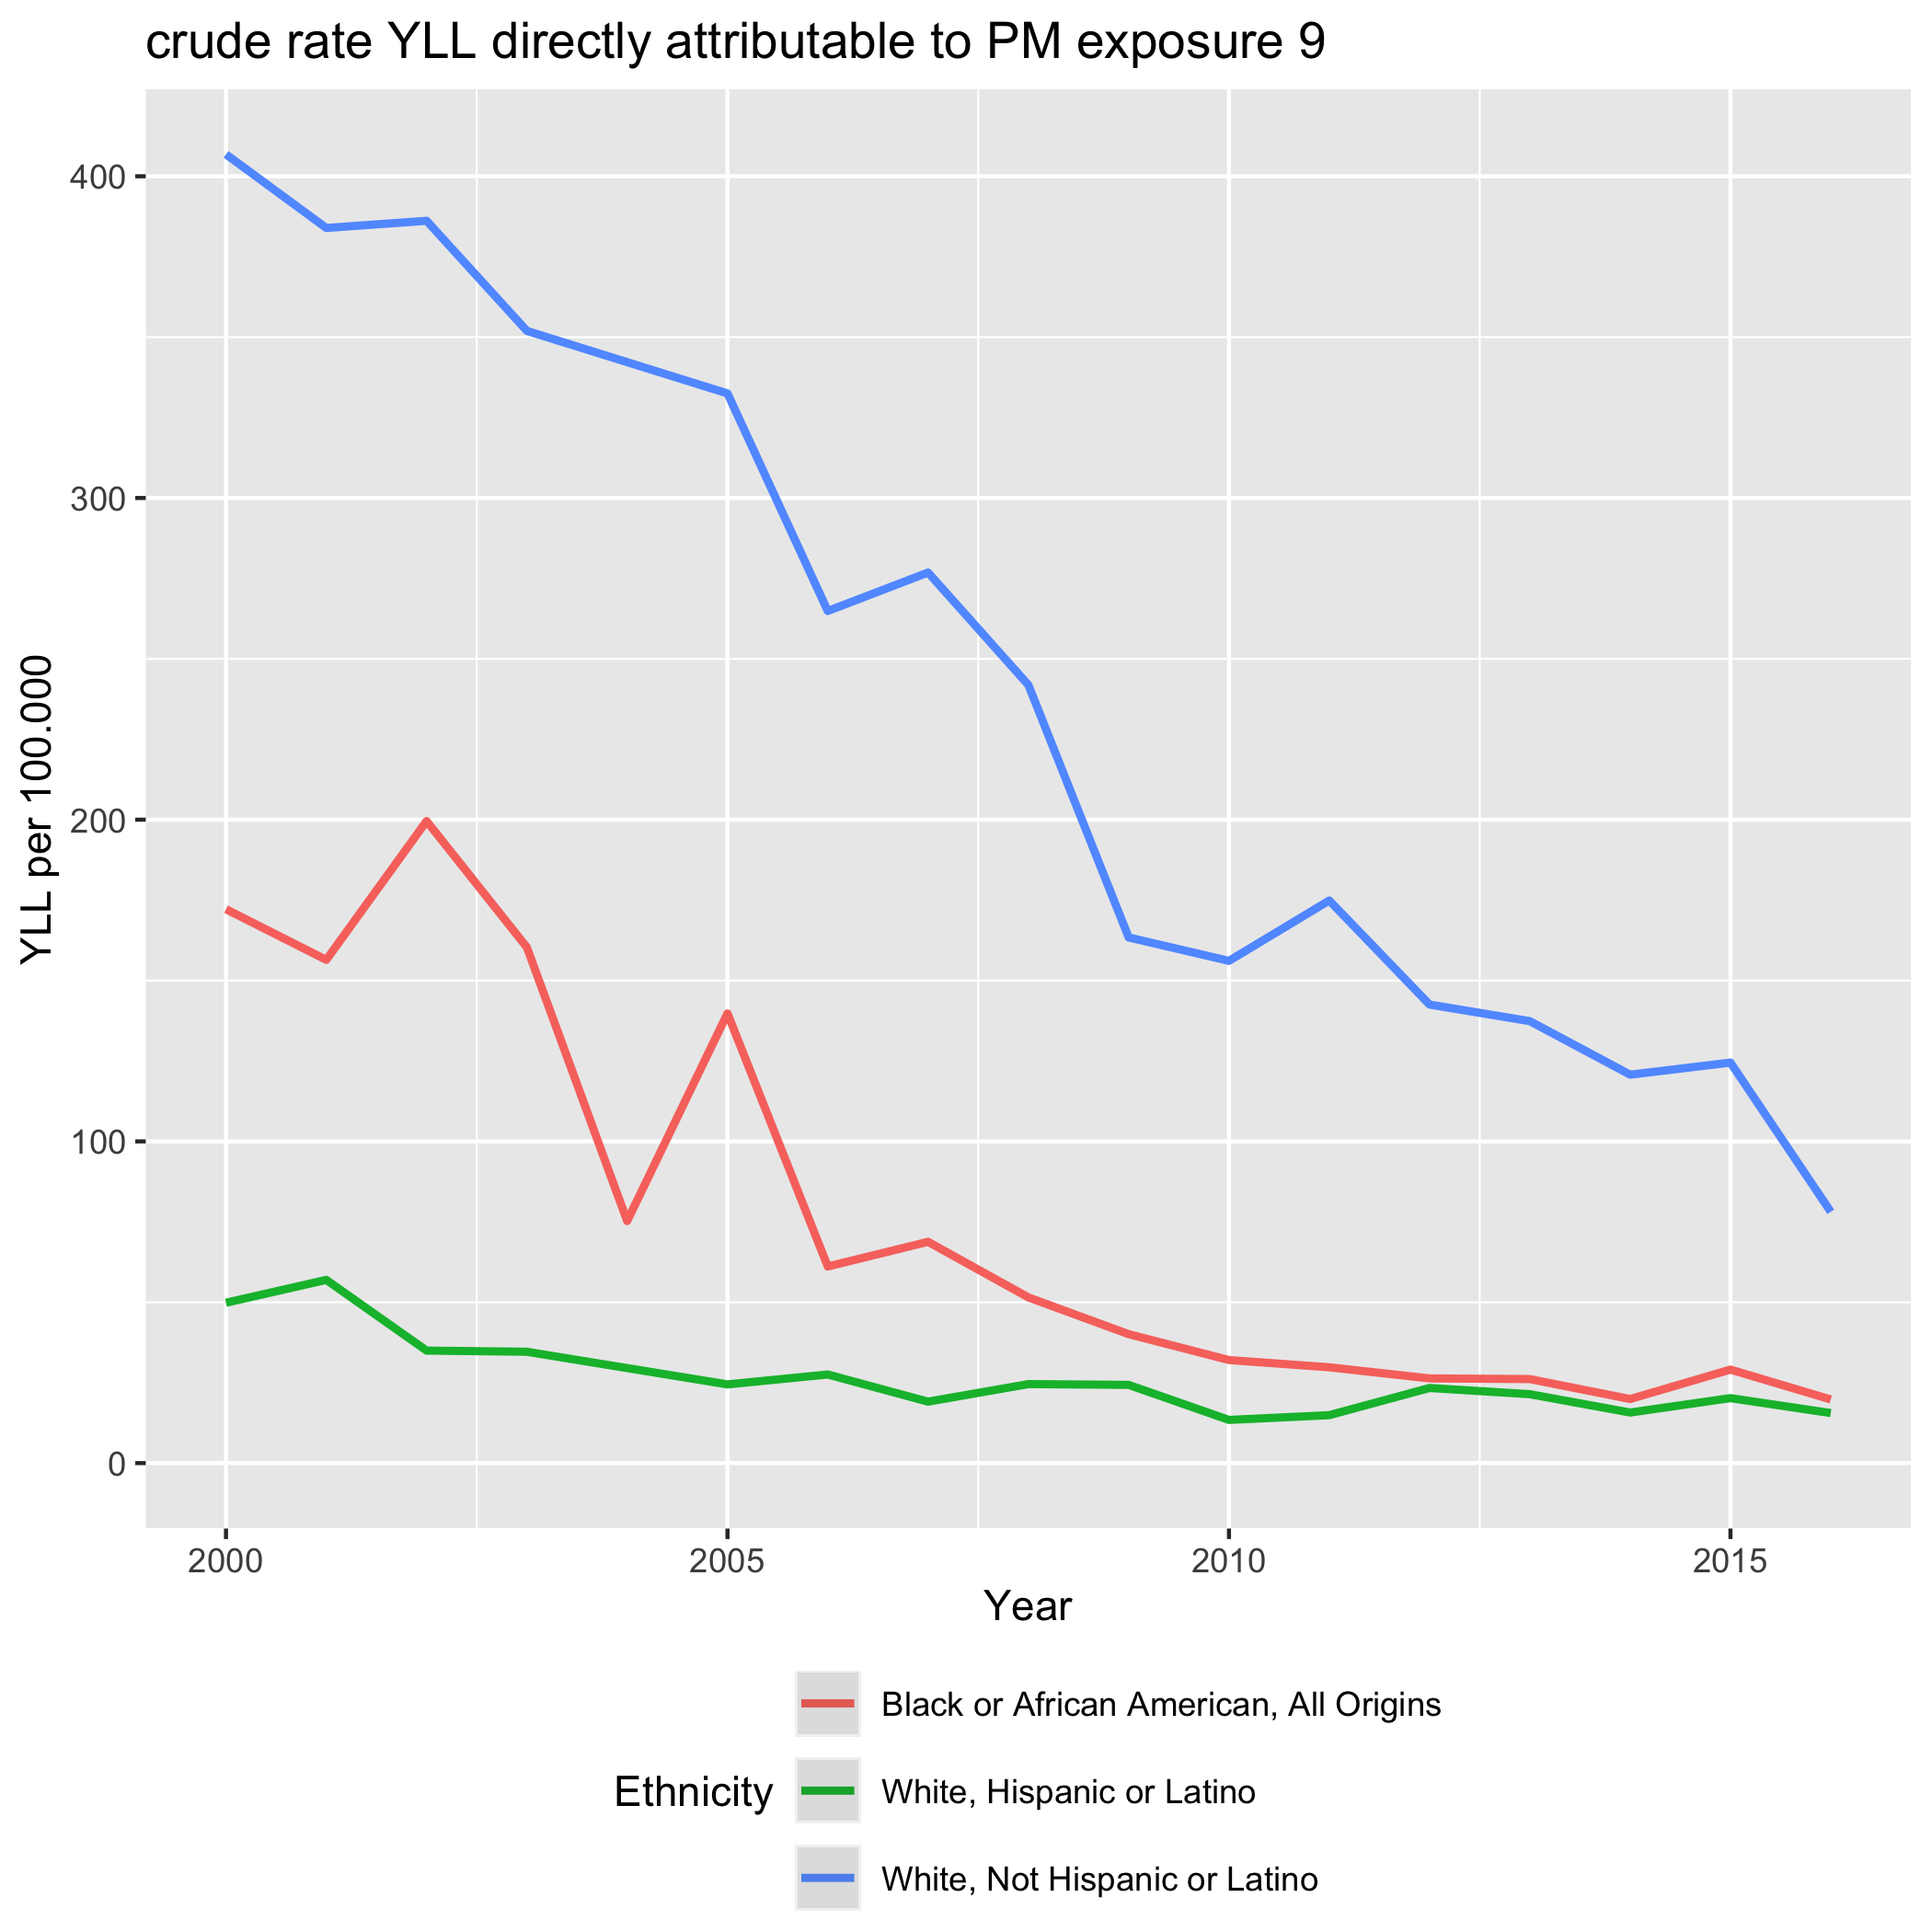 crude rate YLL directly attributable to PM exposure 9
YLL per 100.000
400
300
200
100
0
2000
2005
2010
2015
Year
Ethnicity
Black or African American, All Origins
White, Hispanic or Latino
White, Not Hispanic or Latino